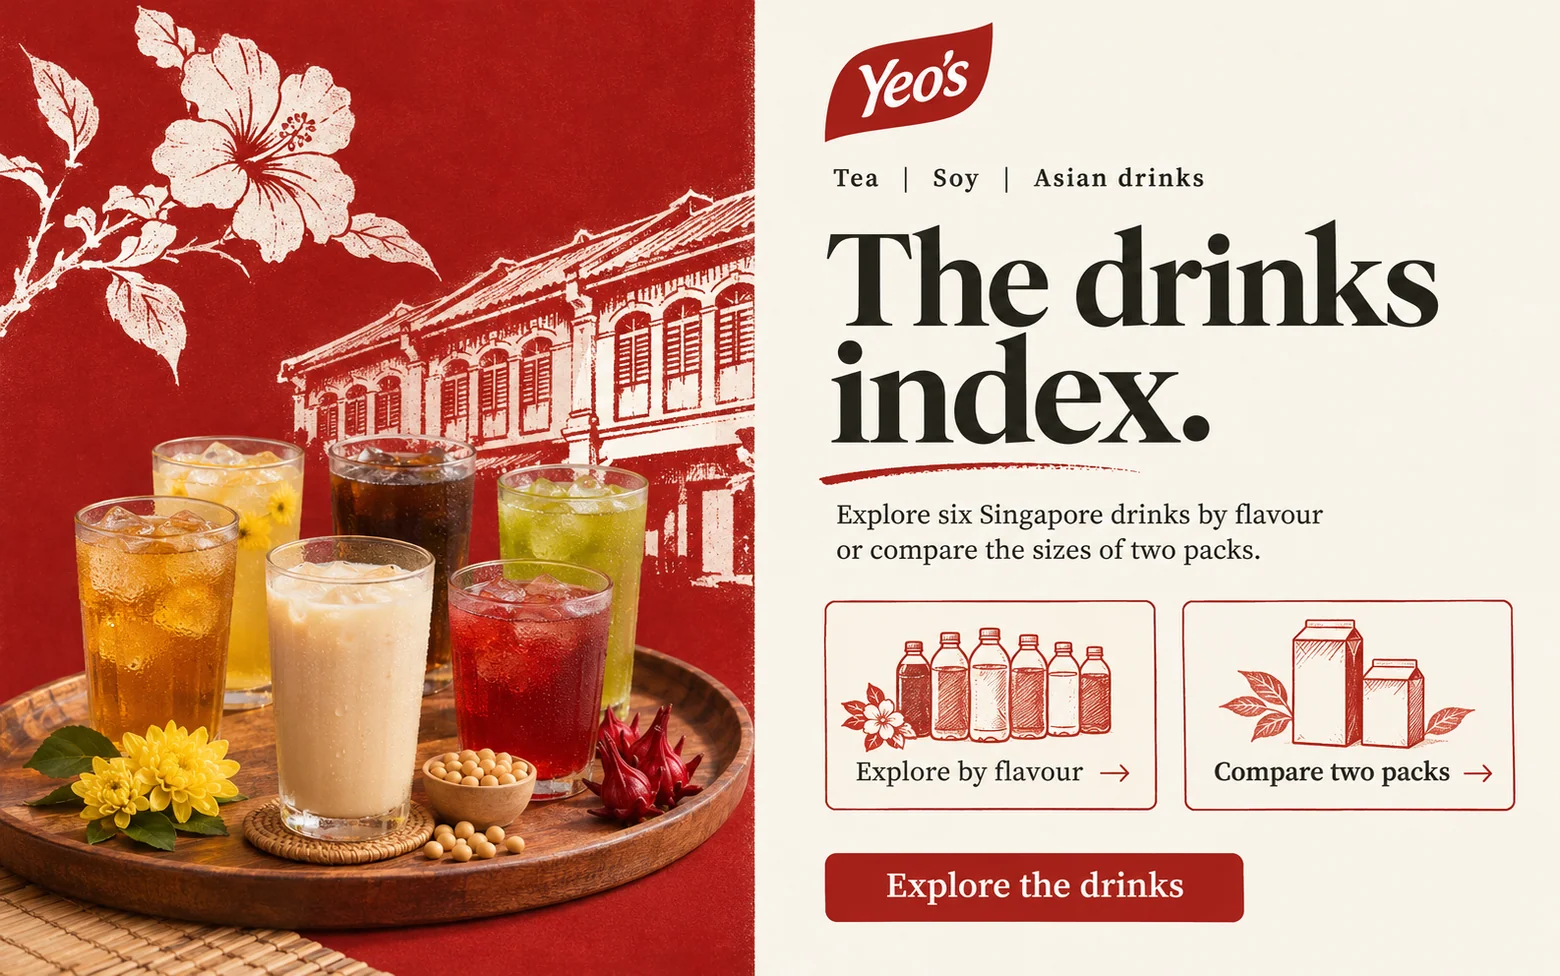 Yeo's
Tea | Soy | Asian drinks
The drinks
index.
Explore six Singapore drinks by flavour
or compare the sizes of two packs.
Explore by flavour →
Compare two packs →
Explore the drinks